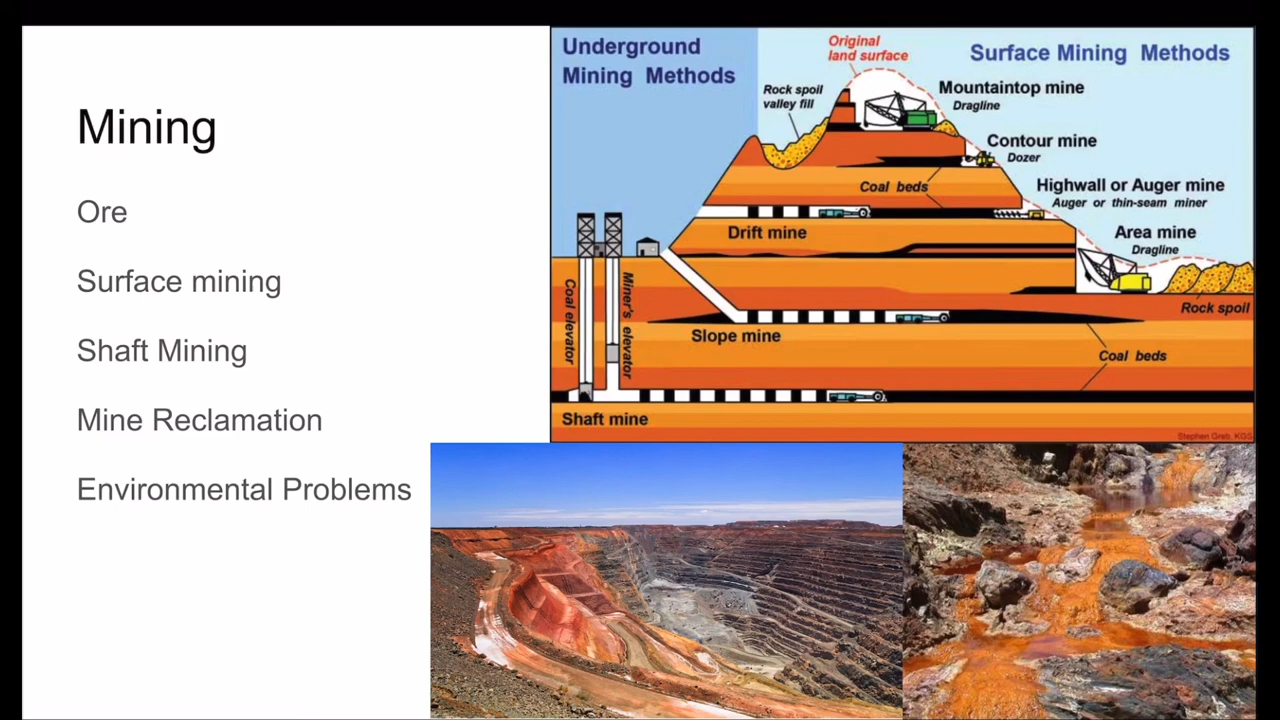 Mining
Ore
Surface mining
Shaft Mining
Mine Reclamation
Environmental Problems
Underground
Mining Methods
Surface Mining Methods
Original
land surface
Rock spoil
valley fill
Mountaintop mine
Dragline
Contour mine
Dozer
Coal beds
Highwall or Auger mine
Auger or thin-seam miner
Drift mine
Area mine
Dragline
Rock spoil
Coal elevator
Miner's elevator
Slope mine
Coal beds
Shaft mine
Stephen Greb, KGS